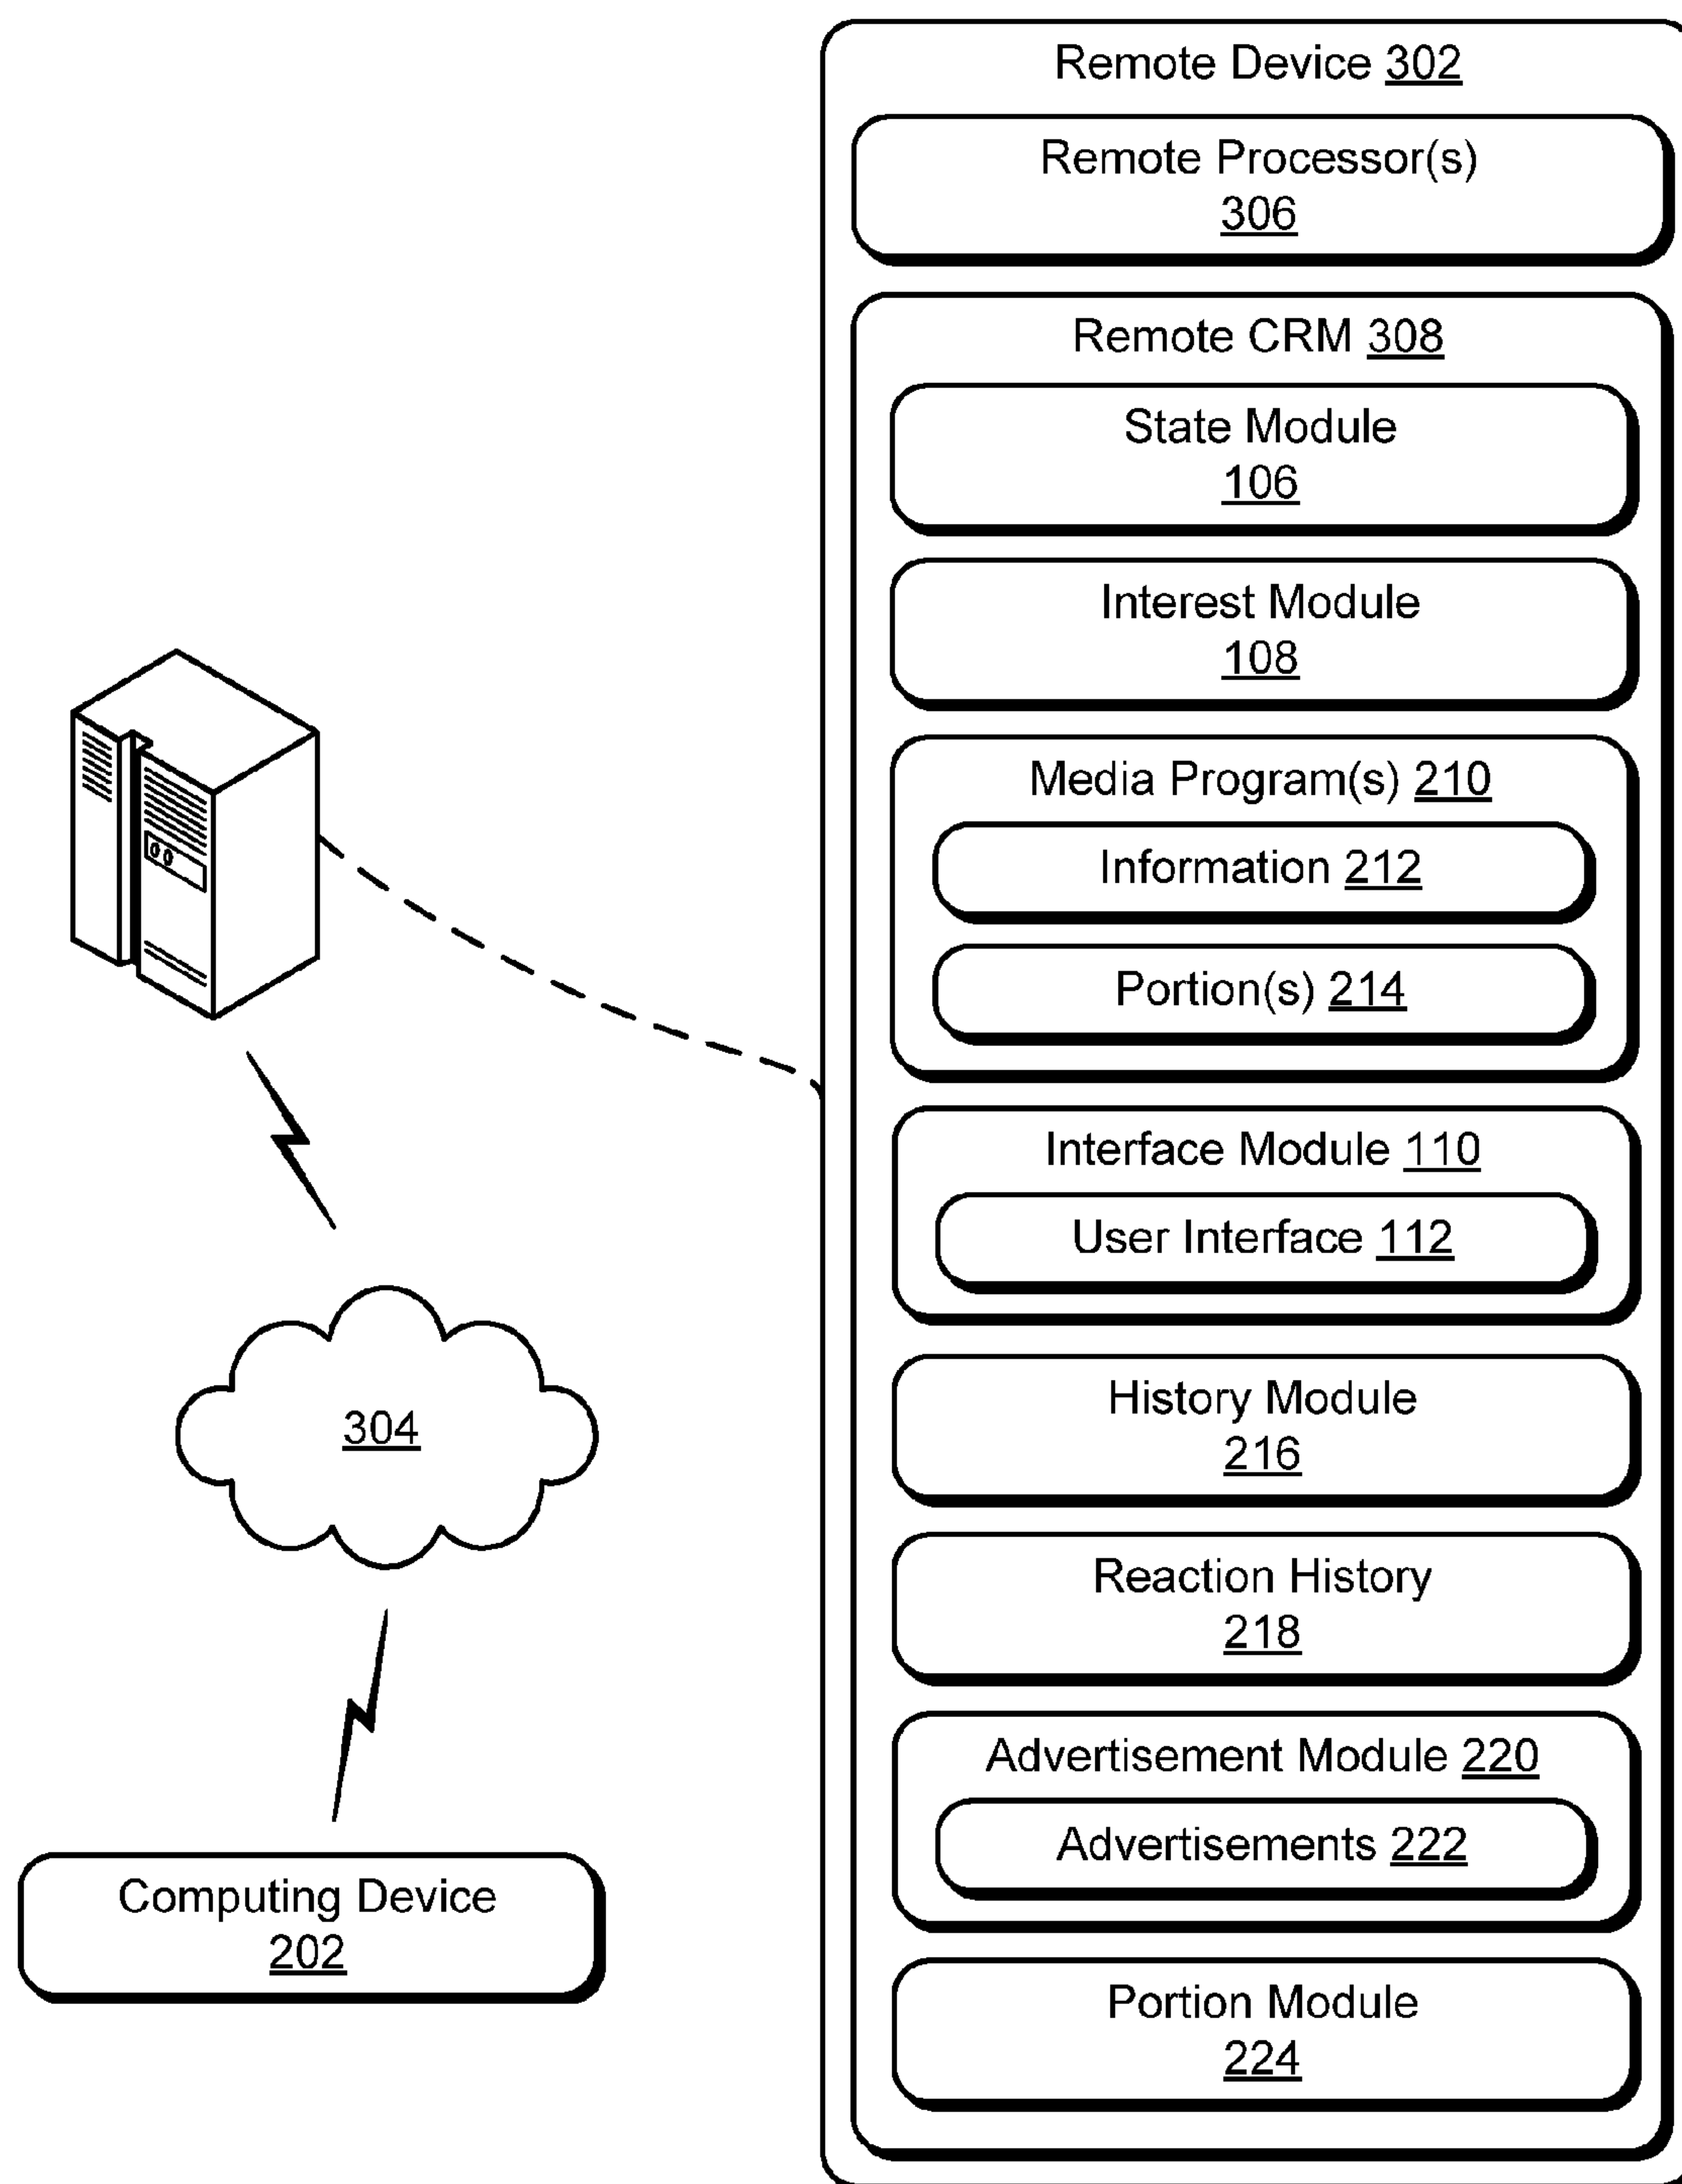 Remote Device 302
Remote Processor(s)
306
Remote CRM 308
State Module
106
Interest Module
108
Media Program(s) 210
Information 212
Portion(s) 214
Interface Module 110
User Interface 112
History Module
216
Reaction History
218
Advertisement Module 220
Advertisements 222
Portion Module
224
304
Computing Device
202